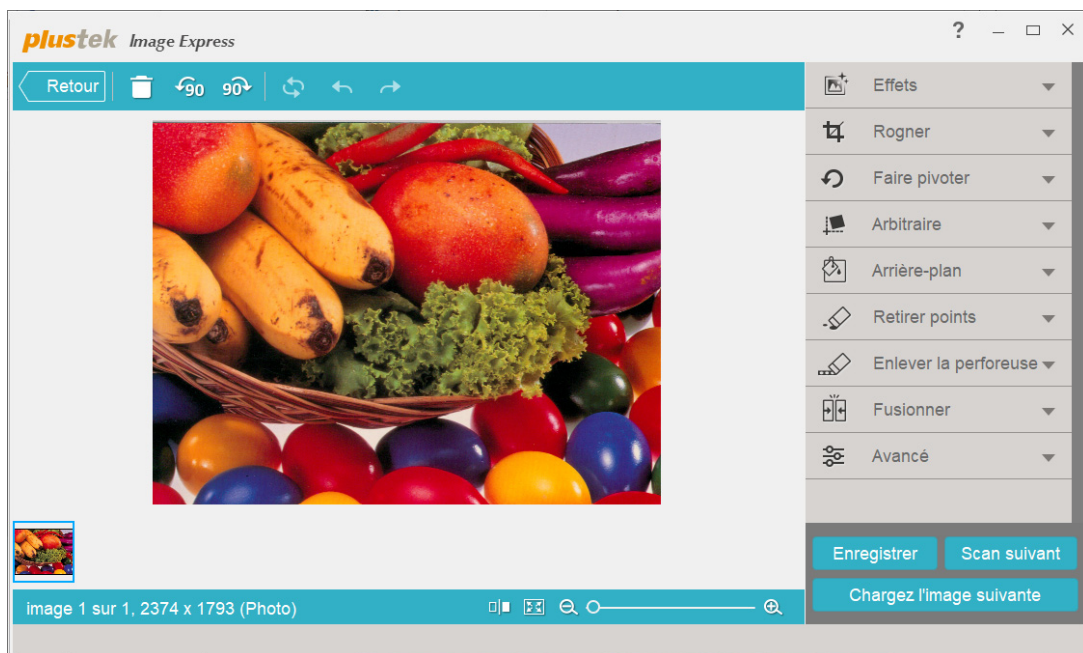 plustek Image Express
?
Retour
90
90
Effets
Rogner
Faire pivoter
Arbitraire
Arrière-plan
Retirer points
Enlever la perforeuse
Fusionner
Avancé
Enregistrer
Scan suivant
Chargez l'image suivante
image 1 sur 1, 2374 x 1793 (Photo)